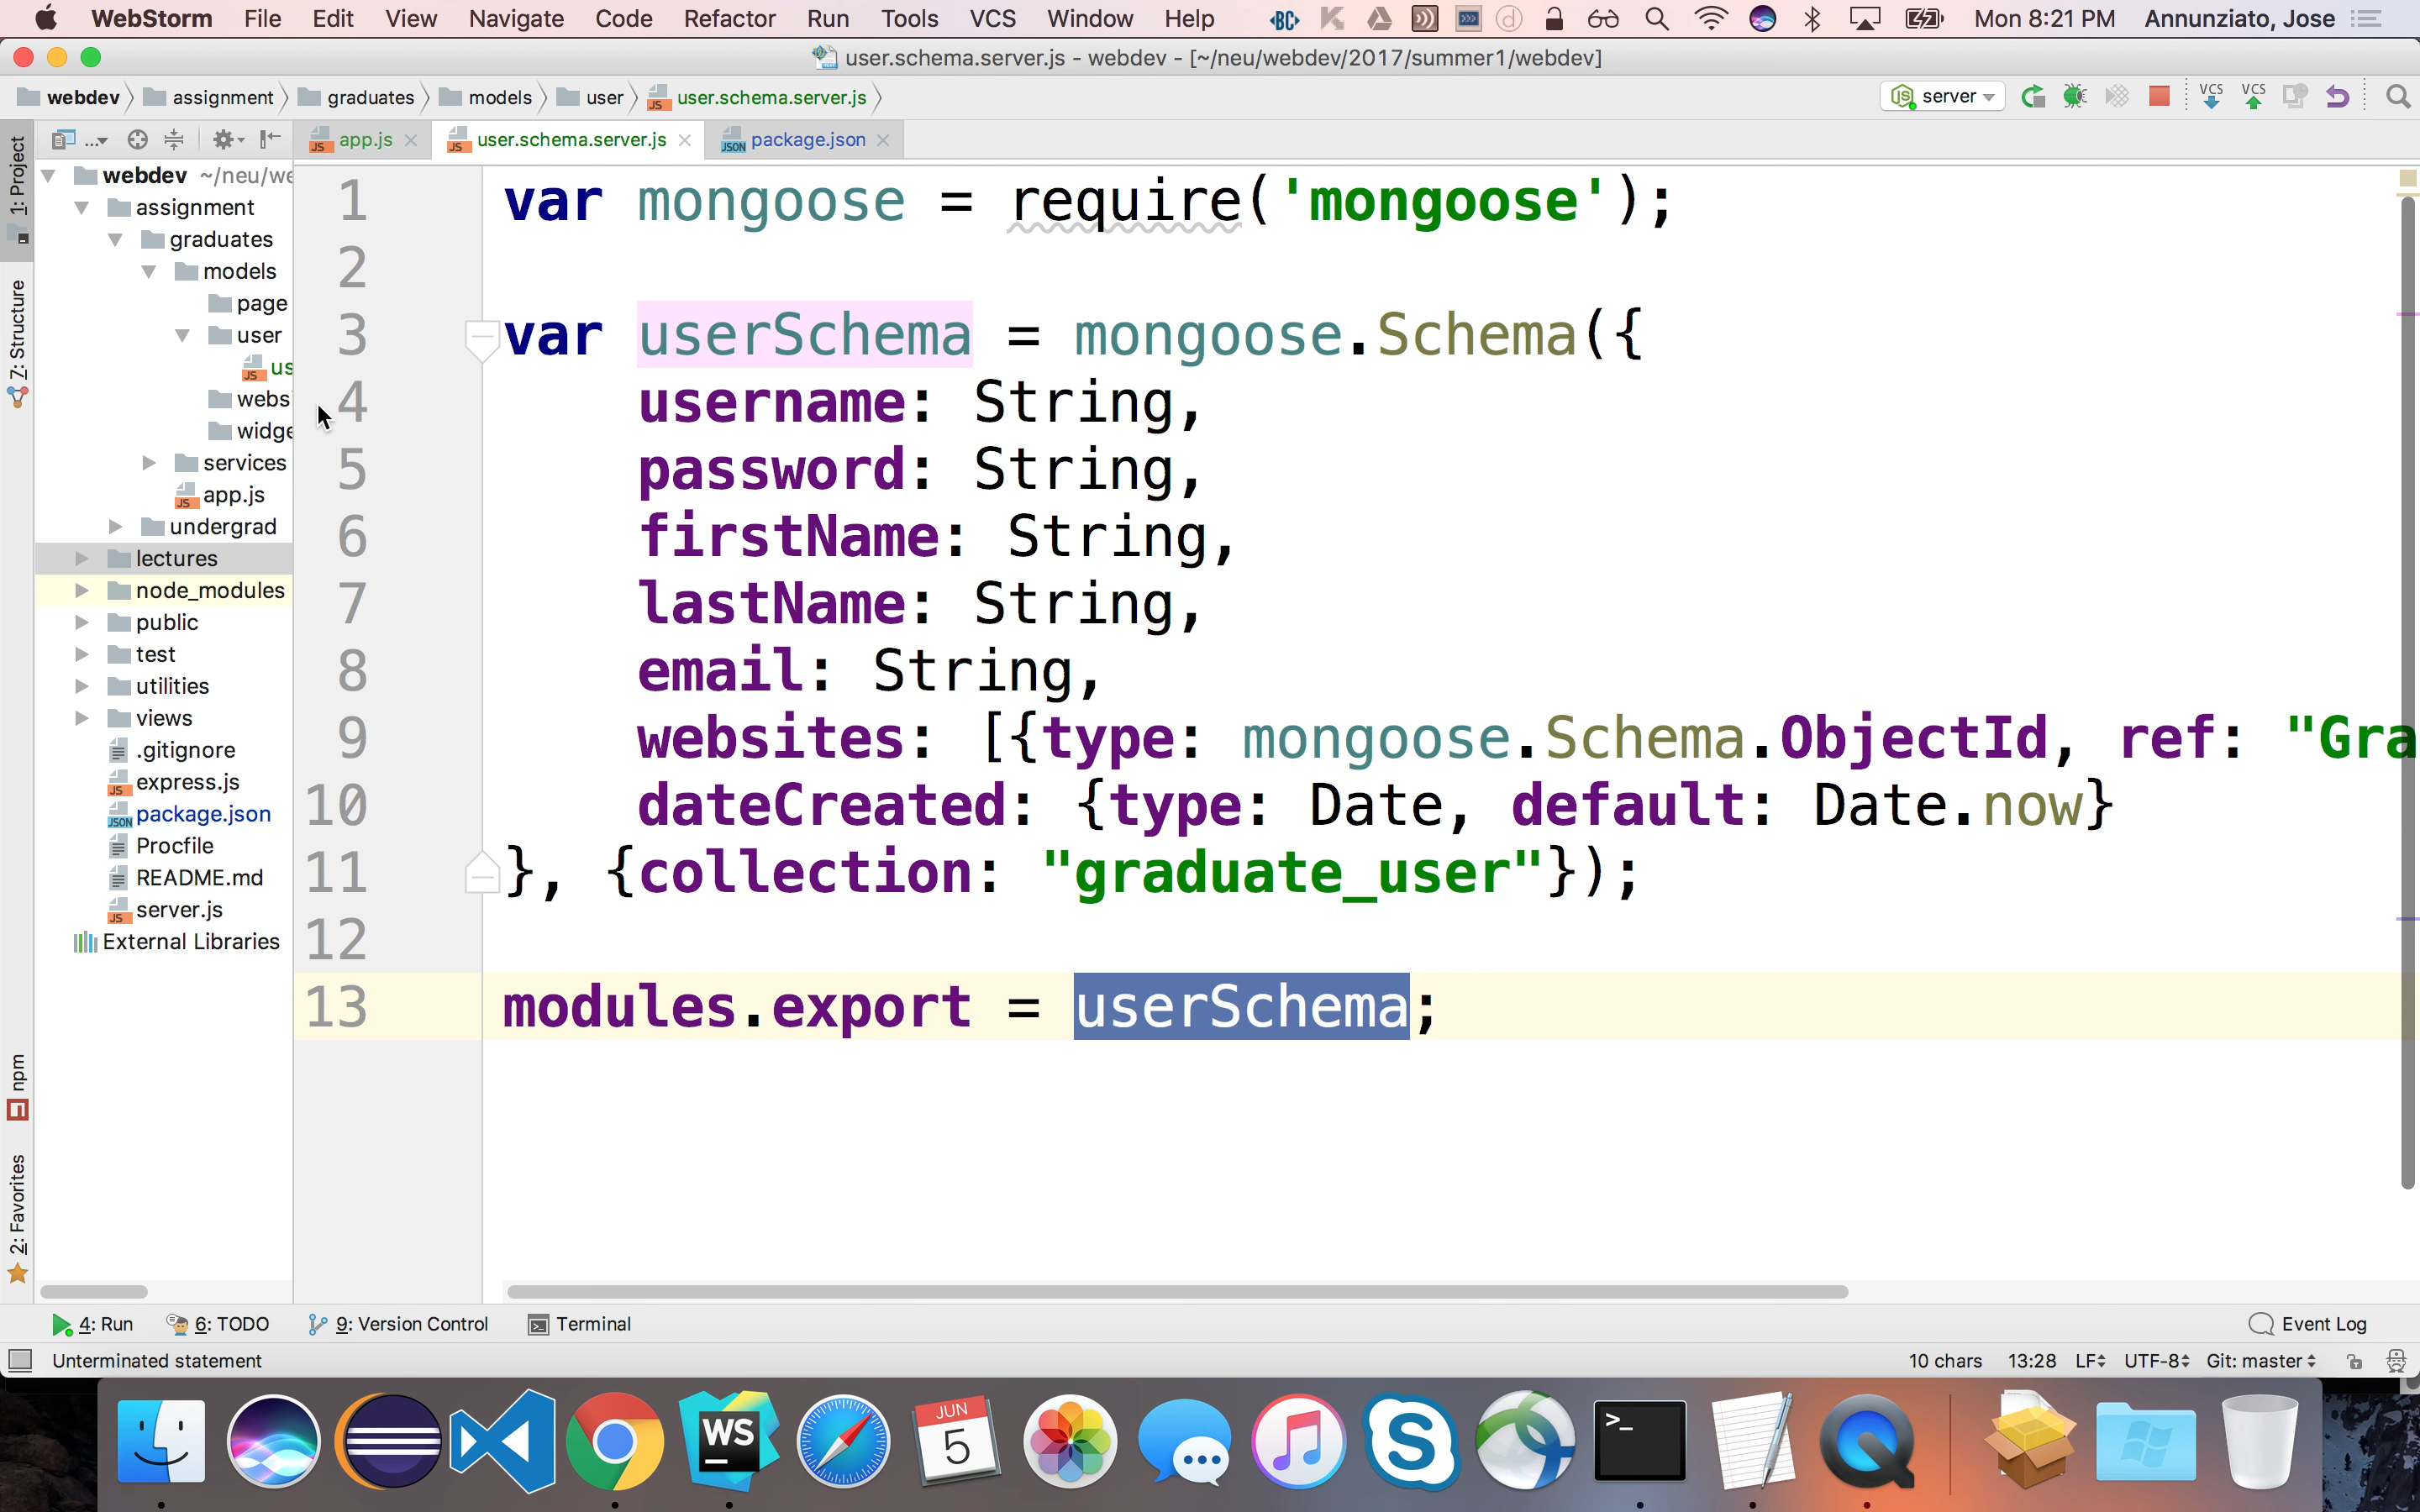 WebStorm File Edit View Navigate Code Refactor Run Tools VCS Window Help Mon 8:21 PM Annunziato, Jose
user.schema.server.js - webdev - [~/neu/webdev/2017/summer1/webdev]
webdev assignment graduates models user user.schema.server.js server VCS VCS
... app.js user.schema.server.js package.json
1: Project
7: Structure
npm
2: Favorites
webdev ~/neu/we
assignment
graduates
models
page
user
us
webs
widge
services
app.js
undergrad
lectures
node_modules
public
test
utilities
views
.gitignore
express.js
package.json
Procfile
README.md
server.js
External Libraries
1 var mongoose = require('mongoose');
2
3 var userSchema = mongoose.Schema({
4 username: String,
5 password: String,
6 firstName: String,
7 lastName: String,
8 email: String,
9 websites: [{type: mongoose.Schema.ObjectId, ref: "Gra
10 dateCreated: {type: Date, default: Date.now}
11 }, {collection: "graduate_user"});
12
13 modules.export = userSchema;
4: Run 6: TODO 9: Version Control Terminal Event Log
Unterminated statement 10 chars 13:28 LF UTF-8 Git: master
WS JUN 5 S >_